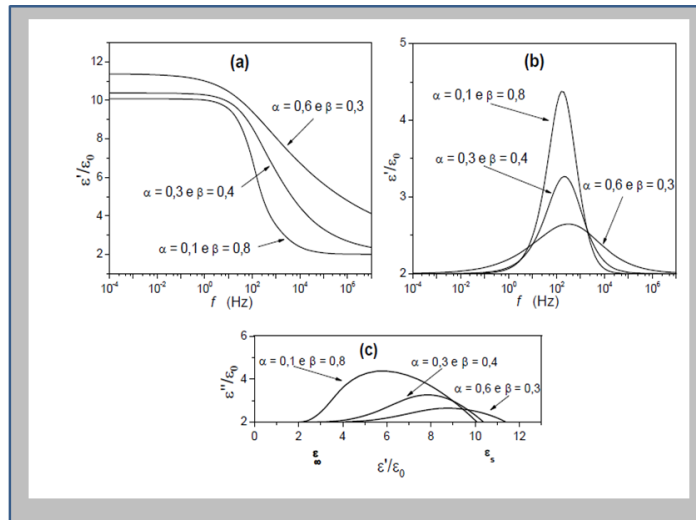 (a)
12
10
8
6
4
2
ε'/ε0
α = 0,6 e β = 0,3
α = 0,3 e β = 0,4
α = 0,1 e β = 0,8
10-4 10-2 100 102 104 106
f (Hz)
(b)
5
4
3
2
ε'/ε0
α = 0,1 e β = 0,8
α = 0,3 e β = 0,4
α = 0,6 e β = 0,3
10-4 10-2 100 102 104 106
f (Hz)
(c)
6
4
2
ε''/ε0
α = 0,1 e β = 0,8
α = 0,3 e β = 0,4
α = 0,6 e β = 0,3
0 2 4 6 8 10 12
ε∞ εs
ε'/ε0